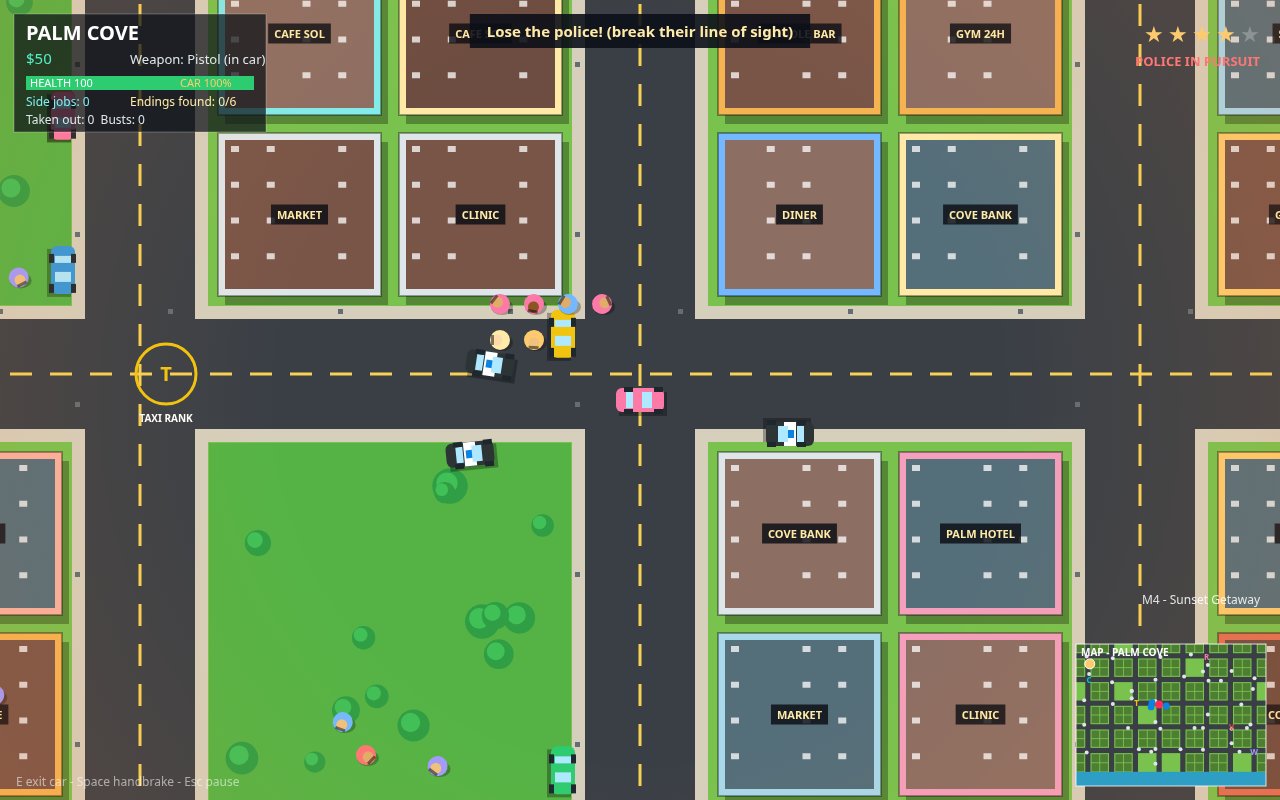 PALM COVE
$50
Weapon: Pistol (in car)
HEALTH 100
CAR 100%
Side jobs: 0
Endings found: 0/6
Taken out: 0 Busts: 0
Lose the police! (break their line of sight)
POLICE IN PURSUIT
CAFE SOL
BAR
GYM 24H
MARKET
CLINIC
DINER
COVE BANK
T
TAXI RANK
COVE BANK
PALM HOTEL
M4 - Sunset Getaway
MARKET
CLINIC
MAP - PALM COVE
E exit car - Space handbrake - Esc pause